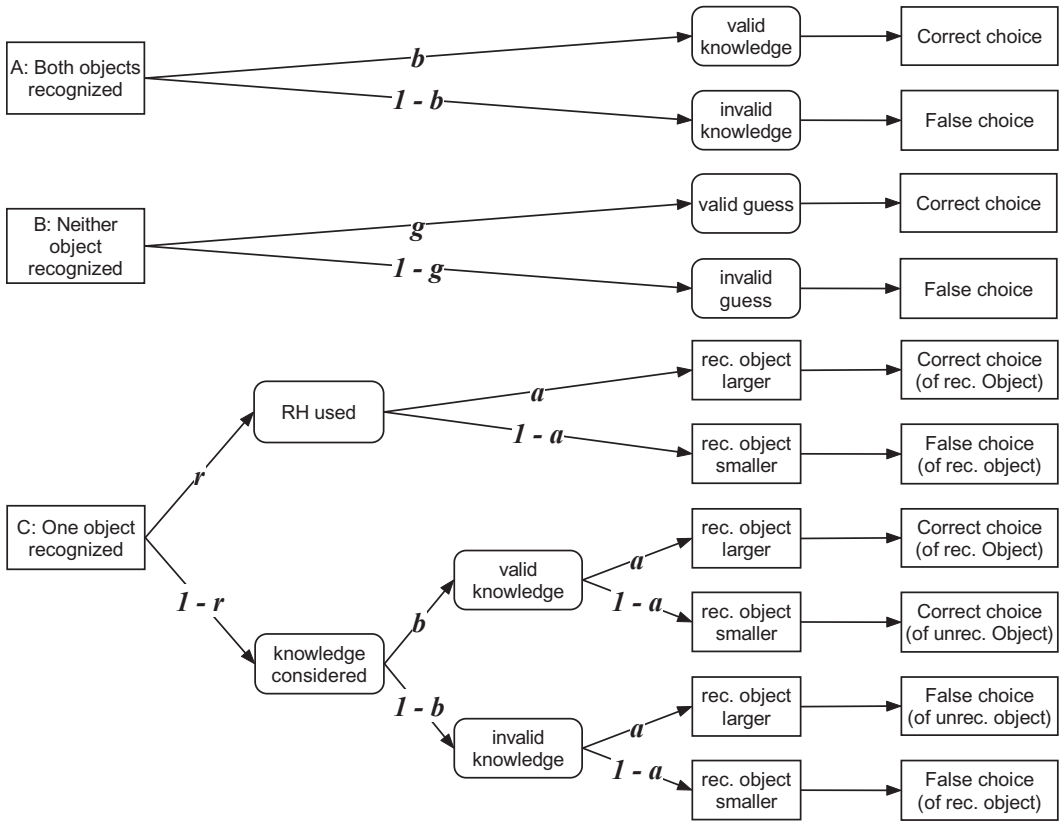 A: Both objects
recognized
b
1 - b
valid
knowledge
Correct choice
invalid
knowledge
False choice
B: Neither
object
recognized
g
1 - g
valid guess
Correct choice
invalid
guess
False choice
C: One object
recognized
r
1 - r
RH used
a
1 - a
rec. object
larger
Correct choice
(of rec. Object)
rec. object
smaller
False choice
(of rec. object)
knowledge
considered
b
1 - b
valid
knowledge
a
1 - a
rec. object
larger
Correct choice
(of rec. Object)
rec. object
smaller
Correct choice
(of unrec. Object)
invalid
knowledge
a
1 - a
rec. object
larger
False choice
(of unrec. object)
rec. object
smaller
False choice
(of rec. object)